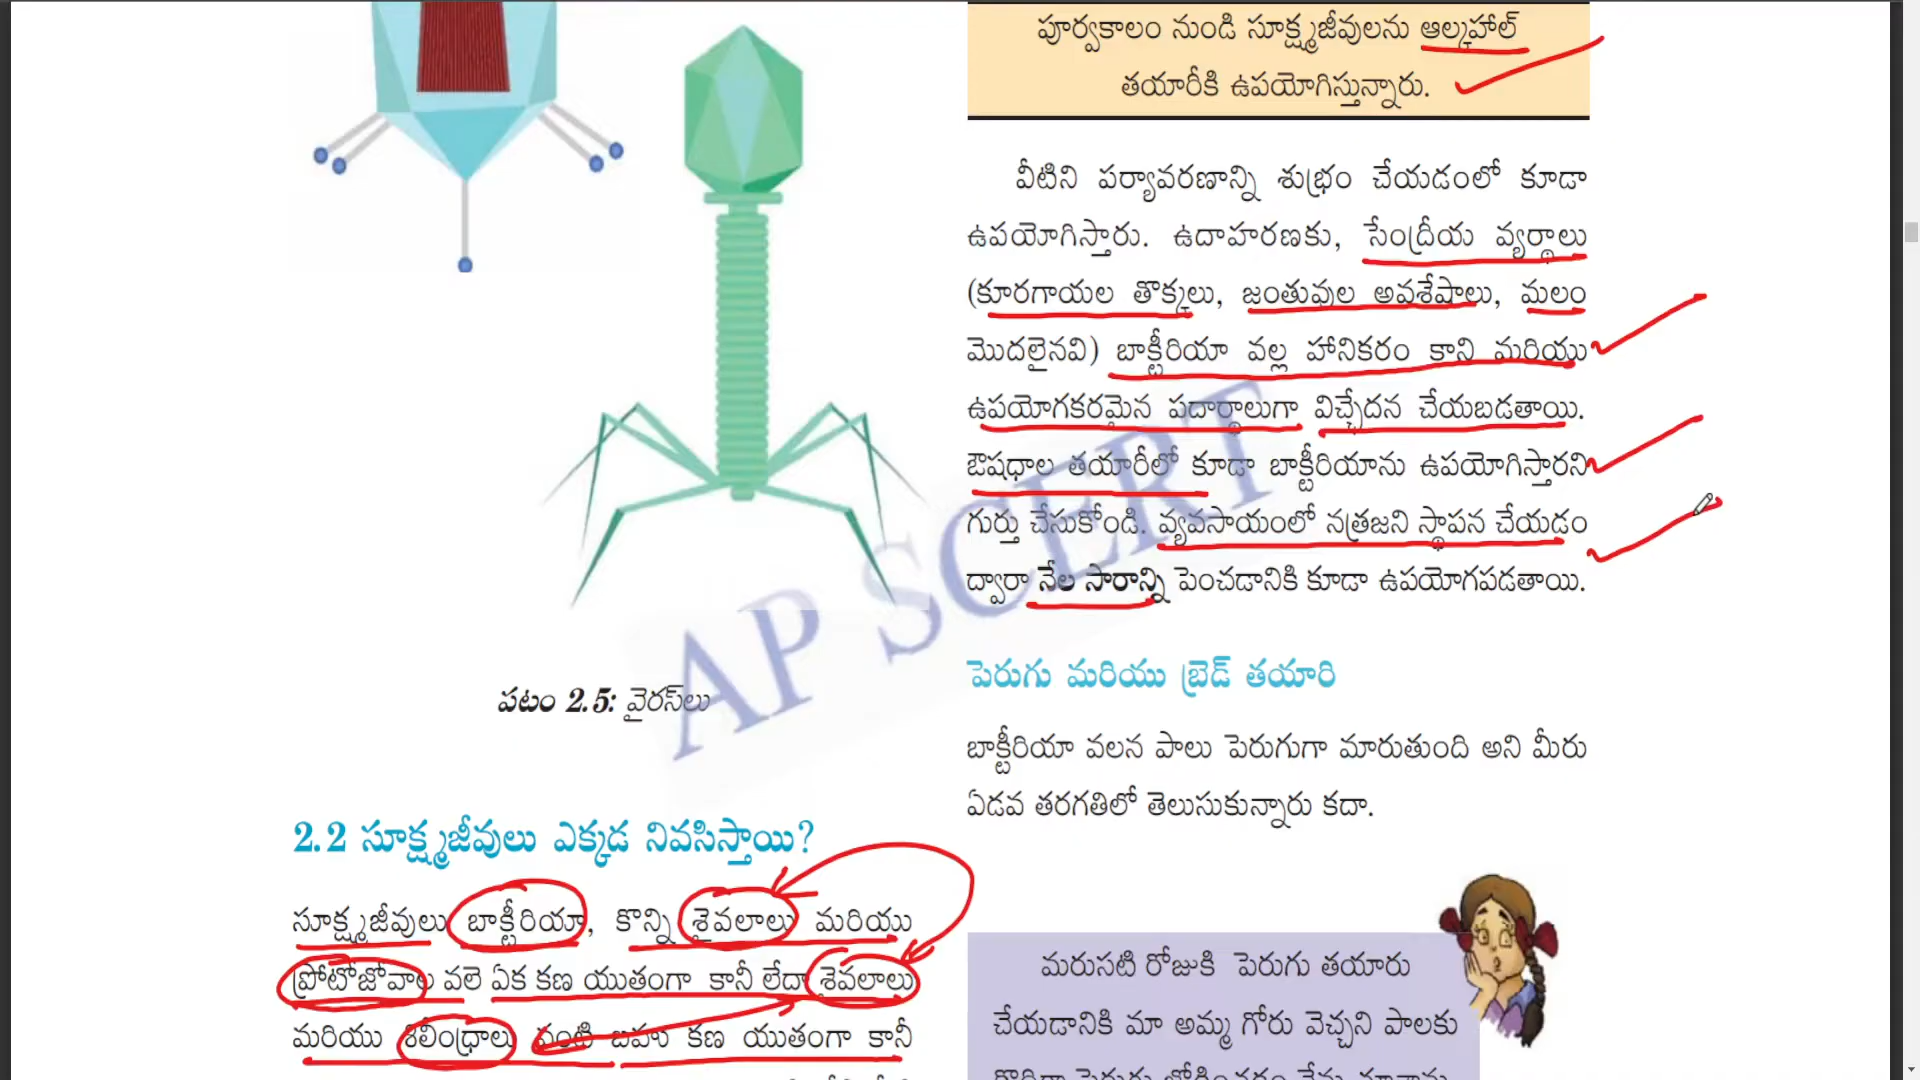 పటం 2.5: వైరస్‌లు
2.2 సూక్ష్మజీవులు ఎక్కడ నివసిస్తాయి?
సూక్ష్మజీవులు బాక్టీరియా, కొన్ని శైవలాలు మరియు
ప్రోటోజోవాల వలె ఏక కణ యుతంగా కానీ లేదా శైవలాలు
మరియు శిలీంధ్రాలు వంటి బహు కణ యుతంగా కానీ
పూర్వకాలం నుండి సూక్ష్మజీవులను ఆల్కహాల్
తయారీకి ఉపయోగిస్తున్నారు.
వీటిని పర్యావరణాన్ని శుభ్రం చేయడంలో కూడా
ఉపయోగిస్తారు. ఉదాహరణకు, సేంద్రీయ వ్యర్థాలు
(కూరగాయల తొక్కలు, జంతువుల అవశేషాలు, మలం
మొదలైనవి) బాక్టీరియా వల్ల హానికరం కాని మరియు
ఉపయోగకరమైన పదార్థాలుగా విచ్ఛేదన చేయబడతాయి.
ఔషధాల తయారీలో కూడా బాక్టీరియాను ఉపయోగిస్తారని
గుర్తు చేసుకోండి. వ్యవసాయంలో నత్రజని స్థాపన చేయడం
ద్వారా నేల సారాన్ని పెంచడానికి కూడా ఉపయోగపడతాయి.
పెరుగు మరియు బ్రెడ్ తయారి
బాక్టీరియా వలన పాలు పెరుగుగా మారుతుంది అని మీరు
ఏడవ తరగతిలో తెలుసుకున్నారు కదా.
మరుసటి రోజుకి పెరుగు తయారు
చేయడానికి మా అమ్మ గోరు వెచ్చని పాలకు
AP SCERT